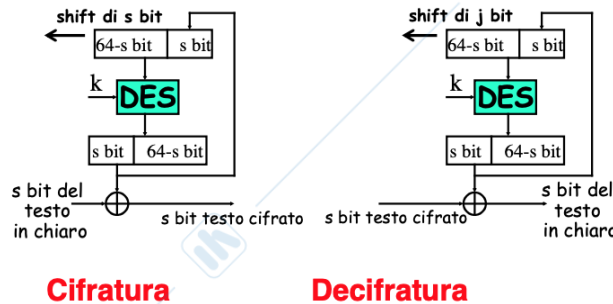 shift di s bit
64-s bit
s bit
k
DES
s bit
64-s bit
s bit del
testo
in chiaro
s bit testo cifrato
Cifratura
shift di j bit
64-s bit
s bit
k
DES
s bit
64-s bit
s bit testo cifrato
s bit del
testo
in chiaro
Decifratura